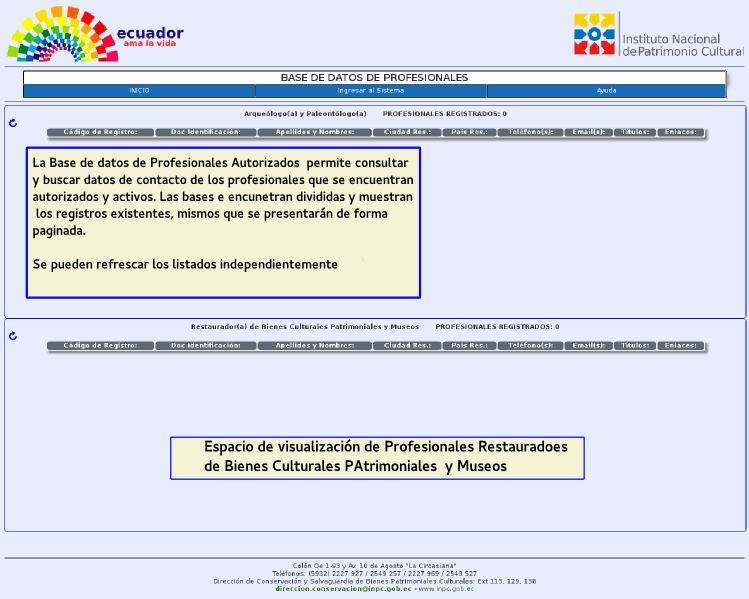 ecuador
ama la vida
Instituto Nacional
de Patrimonio Cultural
BASE DE DATOS DE PROFESIONALES
INICIO
Ingresar al Sistema
Ayuda
Arqueólogo(a) y Paleontólogo(a) PROFESIONALES REGISTRADOS: 0
Código de Registro: Doc Identificación: Apellidos y Nombres: Ciudad Res.: País Res.: Teléfono(s): Email(s): Títulos: Enlaces:
La Base de datos de Profesionales Autorizados permite consultar
y buscar datos de contacto de los profesionales que se encuentran
autorizados y activos. Las bases e encunetran divididas y muestran
los registros existentes, mismos que se presentarán de forma
paginada.
Se pueden refrescar los listados independientemente
Restaurador(a) de Bienes Culturales Patrimoniales y Museos PROFESIONALES REGISTRADOS: 0
Código de Registro: Doc Identificación: Apellidos y Nombres: Ciudad Res.: País Res.: Teléfono(s): Email(s): Títulos: Enlaces:
Espacio de visualización de Profesionales Restauradoes
de Bienes Culturales PAtrimoniales y Museos
Colón Oe 1-93 y Av 10 de Agosto "La Circasiana"
Teléfonos: (5932) 2227 927 / 2549 257 / 2227 969 / 2543 527
Dirección de Conservación y Salvaguardia de Bienes Patrimoniales Culturales: Ext 113, 129, 138
direccion.conservacion@inpc.gob.ec - www.inpc.gob.ec